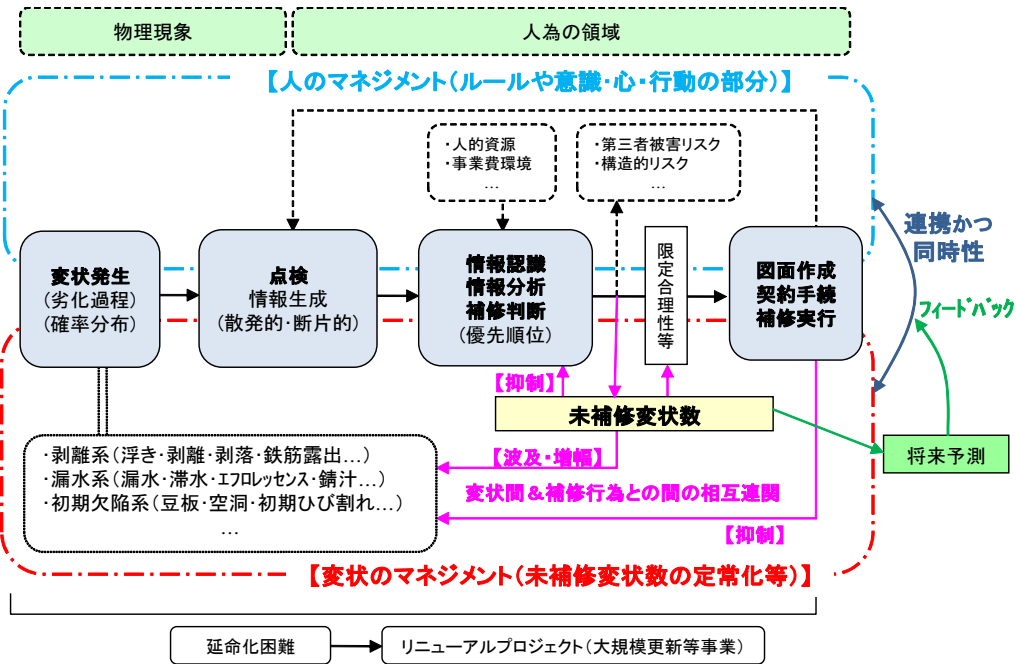 物理現象
人為の領域
【人のマネジメント(ルールや意識・心・行動の部分)】
・人的資源
・事業費環境
…
・第三者被害リスク
・構造的リスク
…
連携かつ
同時性
フィードバック
変状発生
(劣化過程)
(確率分布)
点検
情報生成
(散発的・断片的)
情報認識
情報分析
補修判断
(優先順位)
限定合理性等
図面作成
契約手続
補修実行
【抑制】
未補修変状数
【波及・増幅】
将来予測
・剥離系(浮き・剥離・剥落・鉄筋露出…)
・漏水系(漏水・滞水・エフロレッセンス・錆汁…)
・初期欠陥系(豆板・空洞・初期ひび割れ…)
…
変状間&補修行為との間の相互連関
【抑制】
【変状のマネジメント(未補修変状数の定常化等)】
延命化困難
リニューアルプロジェクト(大規模更新等事業)